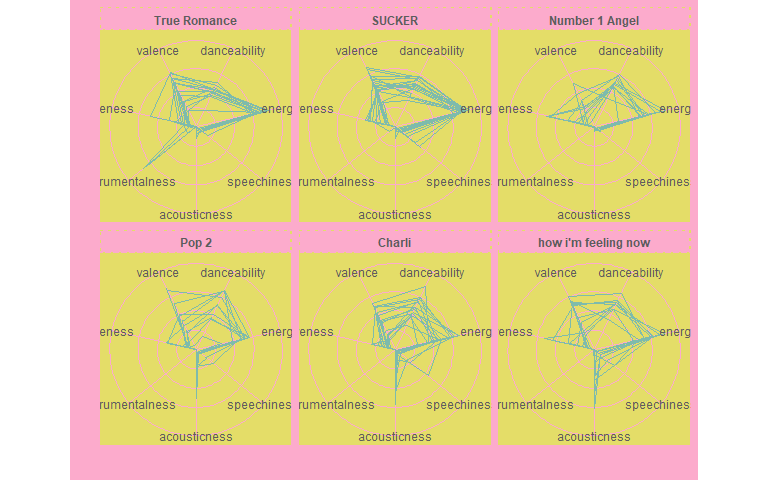 True Romance
SUCKER
Number 1 Angel
valence danceability
valence danceability
valence danceability
eness energ
eness energ
eness energ
rumentalness speechines
rumentalness speechines
rumentalness speechines
acousticness
acousticness
acousticness
Pop 2
Charli
how i'm feeling now
valence danceability
valence danceability
valence danceability
eness energ
eness energ
eness energ
rumentalness speechines
rumentalness speechines
rumentalness speechines
acousticness
acousticness
acousticness